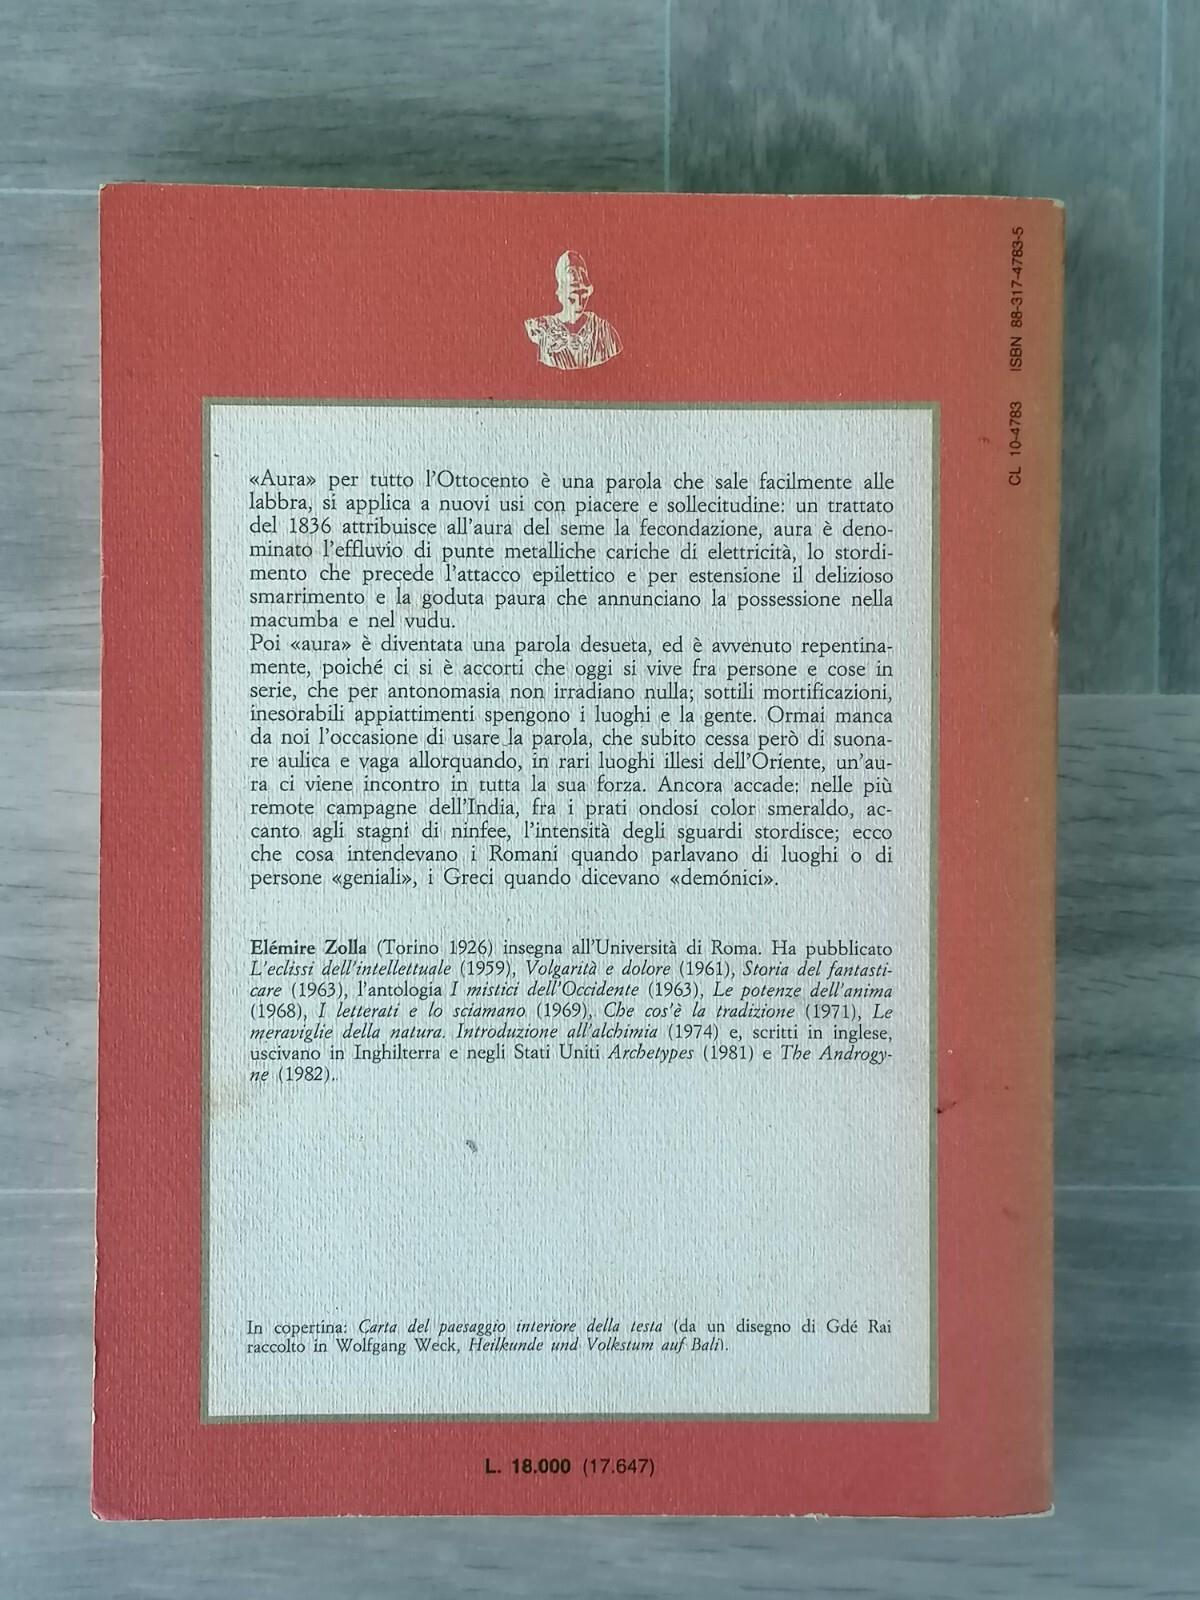 CL 10-4783 ISBN 88-317-4783-5
«Aura» per tutto l'Ottocento è una parola che sale facilmente alle
labbra, si applica a nuovi usi con piacere e sollecitudine: un trattato
del 1836 attribuisce all'aura del seme la fecondazione, aura è deno-
minato l'effluvio di punte metalliche cariche di elettricità, lo stordi-
mento che precede l'attacco epilettico e per estensione il delizioso
smarrimento e la goduta paura che annunciano la possessione nella
macumba e nel vudu.
Poi «aura» è diventata una parola desueta, ed è avvenuto repentina-
mente, poiché ci si è accorti che oggi si vive fra persone e cose in
serie, che per antonomasia non irradiano nulla; sottili mortificazioni,
inesorabili appiattimenti spengono i luoghi e la gente. Ormai manca
da noi l'occasione di usare la parola, che subito cessa però di suona-
re aulica e vaga allorquando, in rari luoghi illesi dell'Oriente, un'au-
ra ci viene incontro in tutta la sua forza. Ancora accade: nelle più
remote campagne dell'India, fra i prati ondosi color smeraldo, ac-
canto agli stagni di ninfee, l'intensità degli sguardi stordisce; ecco
che cosa intendevano i Romani quando parlavano di luoghi o di
persone «geniali», i Greci quando dicevano «demónici».
Elémire Zolla (Torino 1926) insegna all'Università di Roma. Ha pubblicato
L'eclissi dell'intellettuale (1959), Volgarità e dolore (1961), Storia del fantasti-
care (1963), l'antologia I mistici dell'Occidente (1963), Le potenze dell'anima
(1968), I letterati e lo sciamano (1969), Che cos'è la tradizione (1971), Le
meraviglie della natura. Introduzione all'alchimia (1974) e, scritti in inglese,
uscivano in Inghilterra e negli Stati Uniti Archetypes (1981) e The Androgy-
ne (1982).
In copertina: Carta del paesaggio interiore della testa (da un disegno di Gdé Rai
raccolto in Wolfgang Weck, Heilkunde und Volkstum auf Bali).
L. 18.000 (17.647)